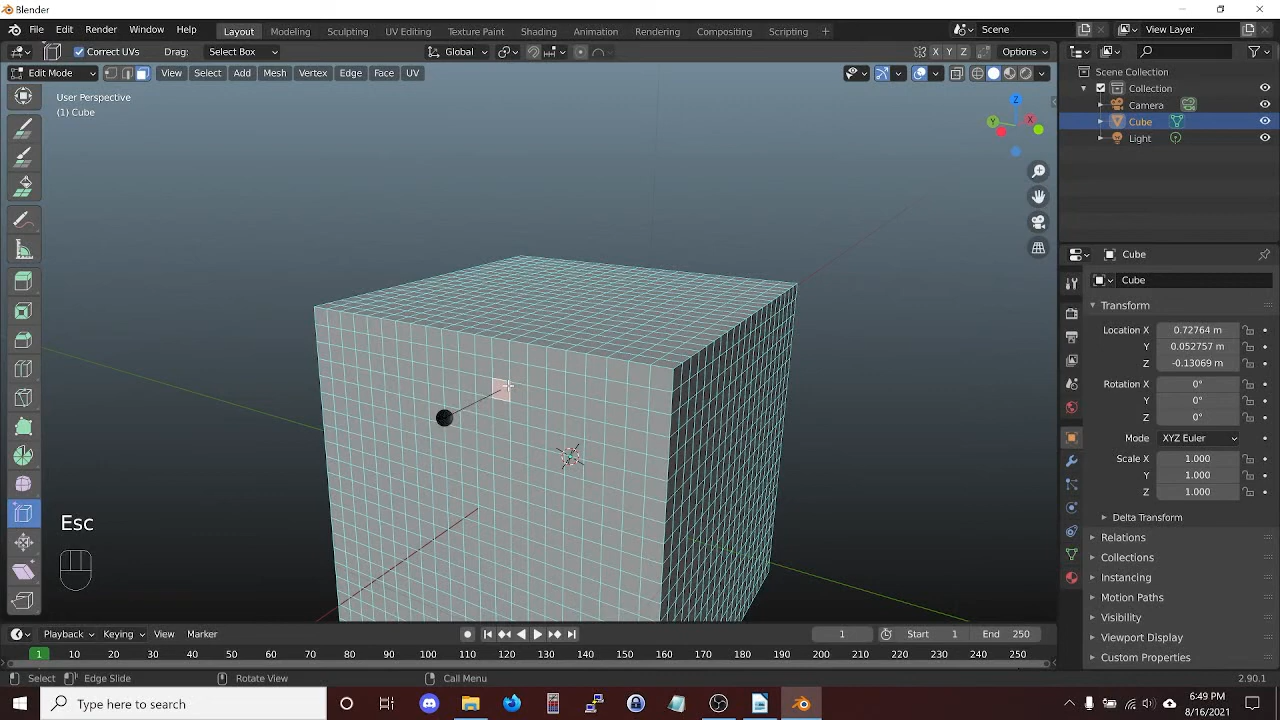 Blender
File Edit Render Window Help
Layout Modeling Sculpting UV Editing Texture Paint Shading Animation Rendering Compositing Scripting +
Scene
View Layer
Correct UVs Drag: Select Box
Global
X Y Z
Options
Edit Mode
View Select Add Mesh Vertex Edge Face UV
User Perspective
(1) Cube
Z
Y
X
Esc
Scene Collection
Collection
Camera
Cube
Light
Cube
Cube
Transform
Location X 0.72764 m
Y 0.052757 m
Z -0.13069 m
Rotation X 0°
Y 0°
Z 0°
Mode XYZ Euler
Scale X 1.000
Y 1.000
Z 1.000
Delta Transform
Relations
Collections
Instancing
Motion Paths
Visibility
Viewport Display
Custom Properties
Playback Keying View Marker
1
Start 1
End 250
1 10 20 30 40 50 60 70 80 90 100 110 120 130 140 150 160 170 180 190 200 210 220 230 240 250
Select Edge Slide Rotate View Call Menu 2.90.1
Type here to search
6:49 PM
8/16/2021